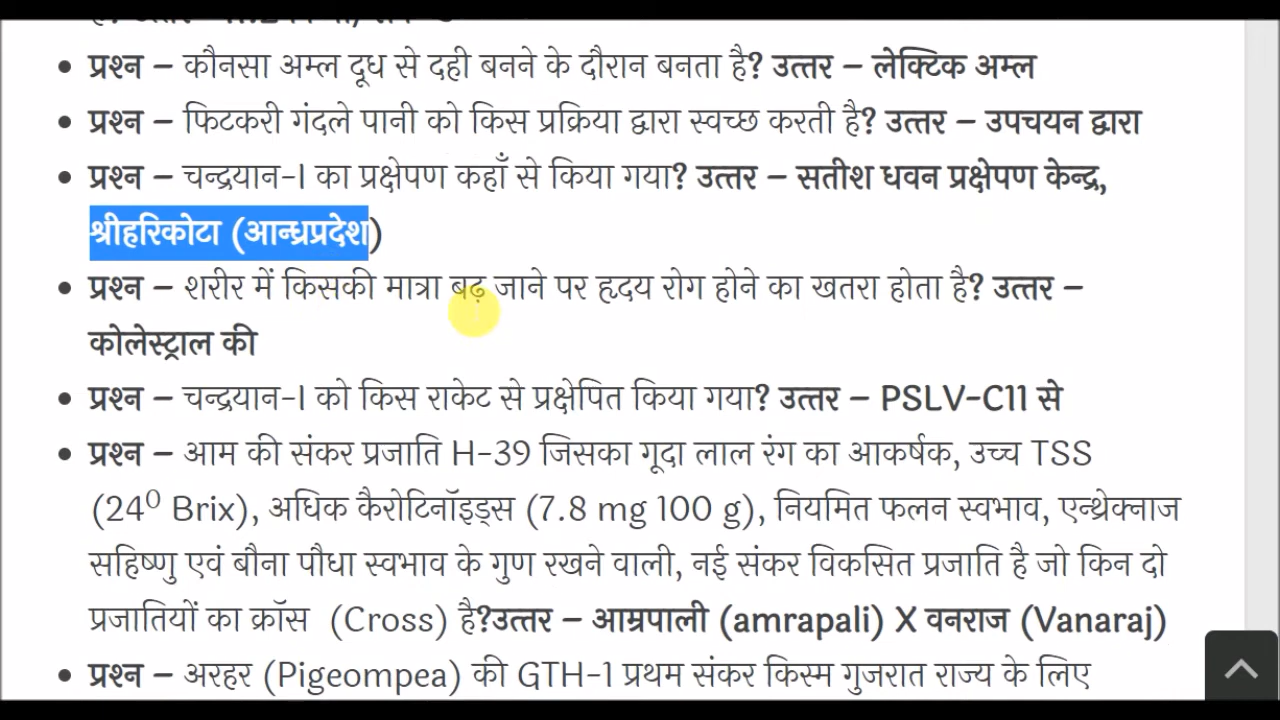 प्रश्न – कौनसा अम्ल दूध से दही बनने के दौरान बनता है? उत्तर – लेक्टिक अम्ल
प्रश्न – फिटकरी गंदले पानी को किस प्रक्रिया द्वारा स्वच्छ करती है? उत्तर – उपचयन द्वारा
प्रश्न – चन्द्रयान-I का प्रक्षेपण कहाँ से किया गया? उत्तर – सतीश धवन प्रक्षेपण केन्द्र,
श्रीहरिकोटा (आन्ध्रप्रदेश)
प्रश्न – शरीर में किसकी मात्रा बढ़ जाने पर हृदय रोग होने का खतरा होता है? उत्तर –
कोलेस्ट्राल की
प्रश्न – चन्द्रयान-I को किस राकेट से प्रक्षेपित किया गया? उत्तर – PSLV-C11 से
प्रश्न – आम की संकर प्रजाति H-39 जिसका गूदा लाल रंग का आकर्षक, उच्च TSS
(24⁰ Brix), अधिक कैरोटिनॉइड्स (7.8 mg 100 g), नियमित फलन स्वभाव, एन्थ्रेक्नाज
सहिष्णु एवं बौना पौधा स्वभाव के गुण रखने वाली, नई संकर विकसित प्रजाति है जो किन दो
प्रजातियों का क्रॉस (Cross) है?उत्तर – आम्रपाली (amrapali) X वनराज (Vanaraj)
प्रश्न – अरहर (Pigeompea) की GTH-1 प्रथम संकर किस्म गुजरात राज्य के लिए